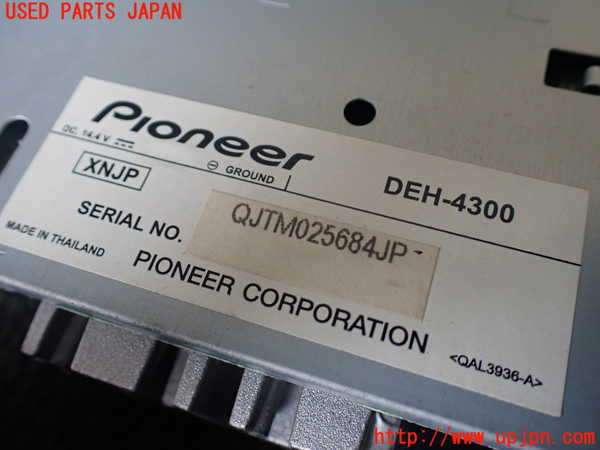 USED PARTS JAPAN
Pioneer
DC. 14.4 V
GROUND
XNJP
DEH-4300
SERIAL NO.
QJTM025684JP
MADE IN THAILAND
PIONEER CORPORATION
<QAL3936-A>
http://www.upjpn.com